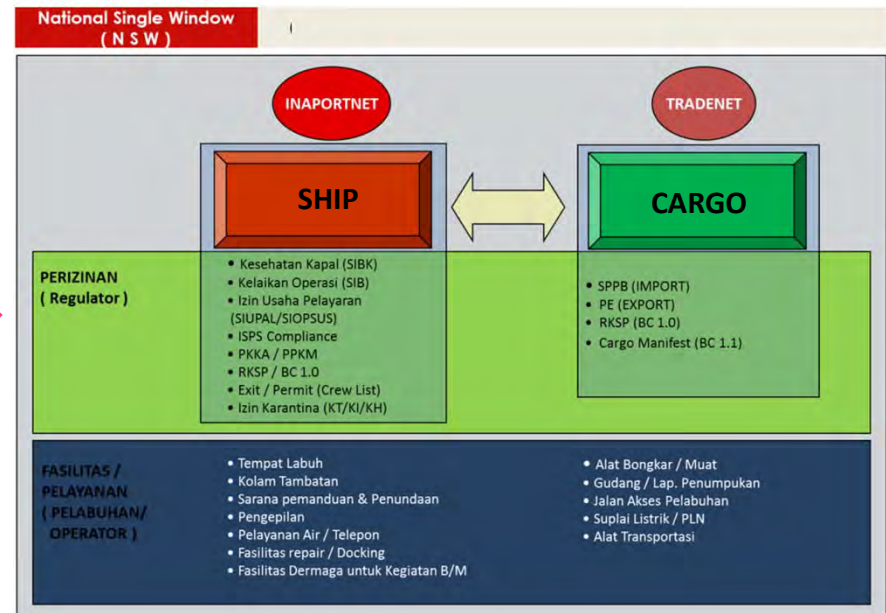 National Single Window
( N S W )
INAPORTNET
TRADENET
SHIP
CARGO
PERIZINAN
( Regulator )
• Kesehatan Kapal (SIBK)
• Kelaikan Operasi (SIB)
• Izin Usaha Pelayaran
(SIUPAL/SIOPSUS)
• ISPS Compliance
• PKKA / PPKM
• RKSP / BC 1.0
• Exit / Permit (Crew List)
• Izin Karantina (KT/KI/KH)
• SPPB (IMPORT)
• PE (EXPORT)
• RKSP (BC 1.0)
• Cargo Manifest (BC 1.1)
FASILITAS /
PELAYANAN
( PELABUHAN/
OPERATOR )
• Tempat Labuh
• Kolam Tambatan
• Sarana pemanduan & Penundaan
• Pengepilan
• Pelayanan Air / Telepon
• Fasilitas repair / Docking
• Fasilitas Dermaga untuk Kegiatan B/M
• Alat Bongkar / Muat
• Gudang / Lap. Penumpukan
• Jalan Akses Pelabuhan
• Suplai Listrik / PLN
• Alat Transportasi